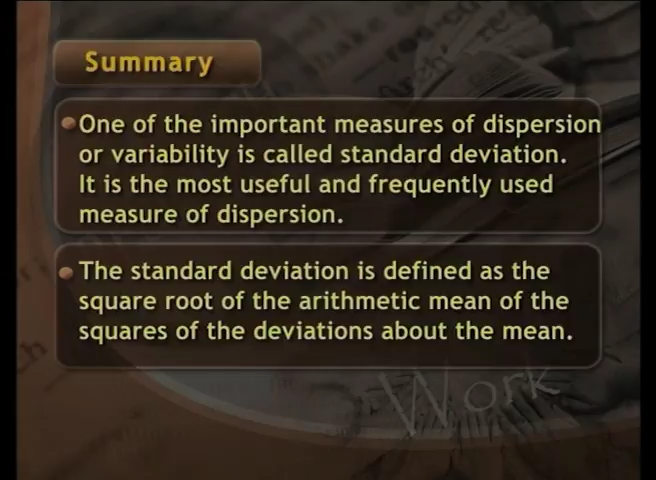 Summary
One of the important measures of dispersion
or variability is called standard deviation.
It is the most useful and frequently used
measure of dispersion.
The standard deviation is defined as the
square root of the arithmetic mean of the
squares of the deviations about the mean.
Work